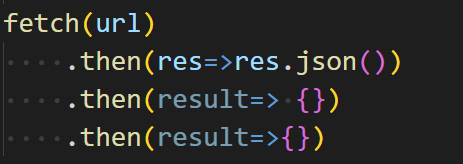 fetch(url)
    .then(res=>res.json())
    .then(result=> {})
    .then(result=>{})